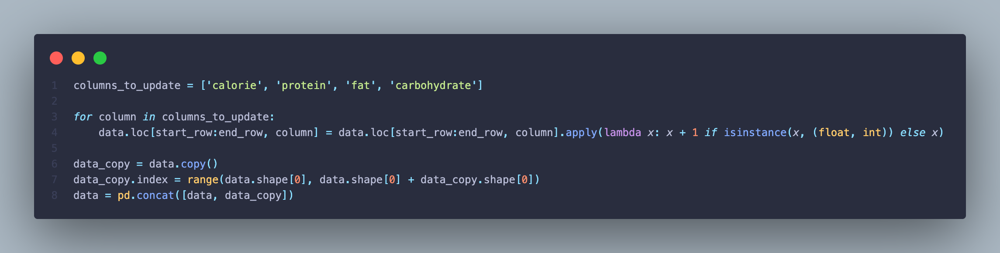 1 columns_to_update = ['calorie', 'protein', 'fat', 'carbohydrate']
2
3 for column in columns_to_update:
4     data.loc[start_row:end_row, column] = data.loc[start_row:end_row, column].apply(lambda x: x + 1 if isinstance(x, (float, int)) else x)
5
6 data_copy = data.copy()
7 data_copy.index = range(data.shape[0], data.shape[0] + data_copy.shape[0])
8 data = pd.concat([data, data_copy])